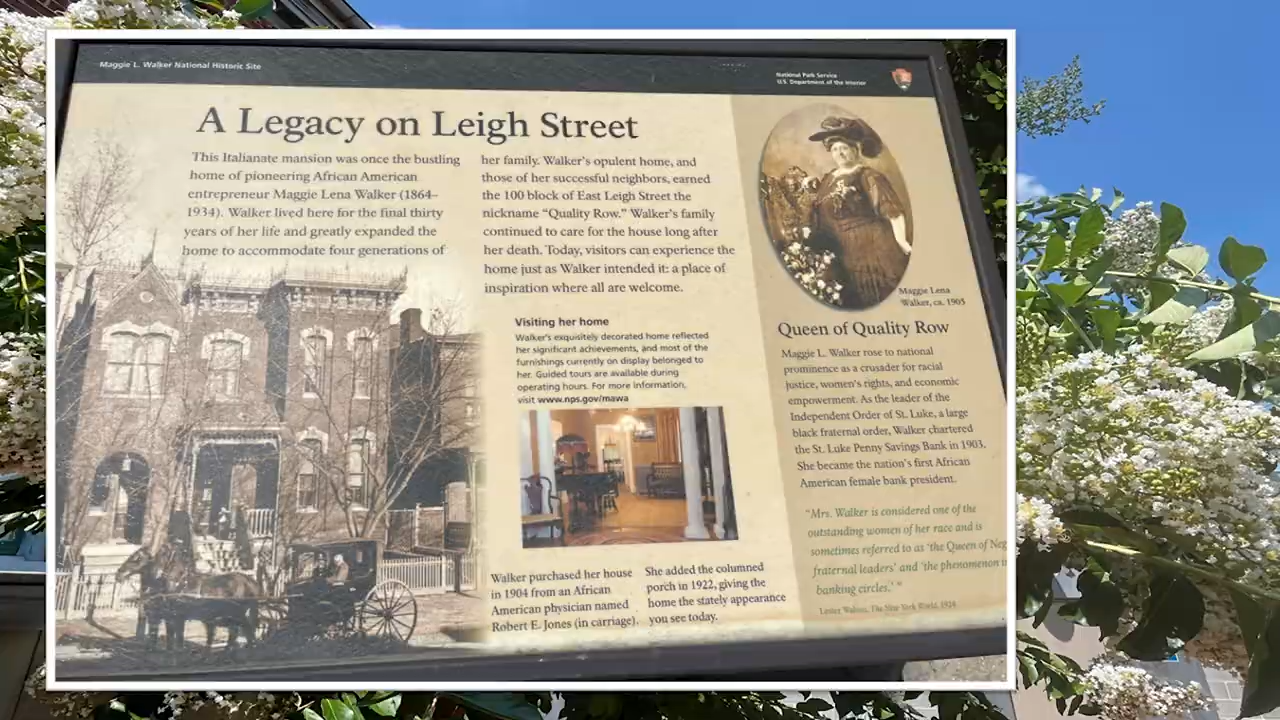 Maggie L. Walker National Historic Site
National Park Service
U.S. Department of the Interior
A Legacy on Leigh Street
This Italianate mansion was once the bustling
home of pioneering African American
entrepreneur Maggie Lena Walker (1864–
1934). Walker lived here for the final thirty
years of her life and greatly expanded the
home to accommodate four generations of
her family. Walker's opulent home, and
those of her successful neighbors, earned
the 100 block of East Leigh Street the
nickname “Quality Row.” Walker's family
continued to care for the house long after
her death. Today, visitors can experience the
home just as Walker intended it: a place of
inspiration where all are welcome.
Visiting her home
Walker's exquisitely decorated home reflected
her significant achievements, and most of the
furnishings currently on display belonged to
her. Guided tours are available during
operating hours. For more information,
visit www.nps.gov/mawa
Walker purchased her house
in 1904 from an African
American physician named
Robert E. Jones (in carriage).
She added the columned
porch in 1922, giving the
home the stately appearance
you see today.
Maggie Lena
Walker, ca. 1905
Queen of Quality Row
Maggie L. Walker rose to national
prominence as a crusader for racial
justice, women's rights, and economic
empowerment. As the leader of the
Independent Order of St. Luke, a large
black fraternal order, Walker chartered
the St. Luke Penny Savings Bank in 1903.
She became the nation's first African
American female bank president.
“Mrs. Walker is considered one of the
outstanding women of her race and is
sometimes referred to as ‘the Queen of Neg
fraternal leaders’ and ‘the phenomenon in
banking circles.’”
Lester Walton, The New York World,